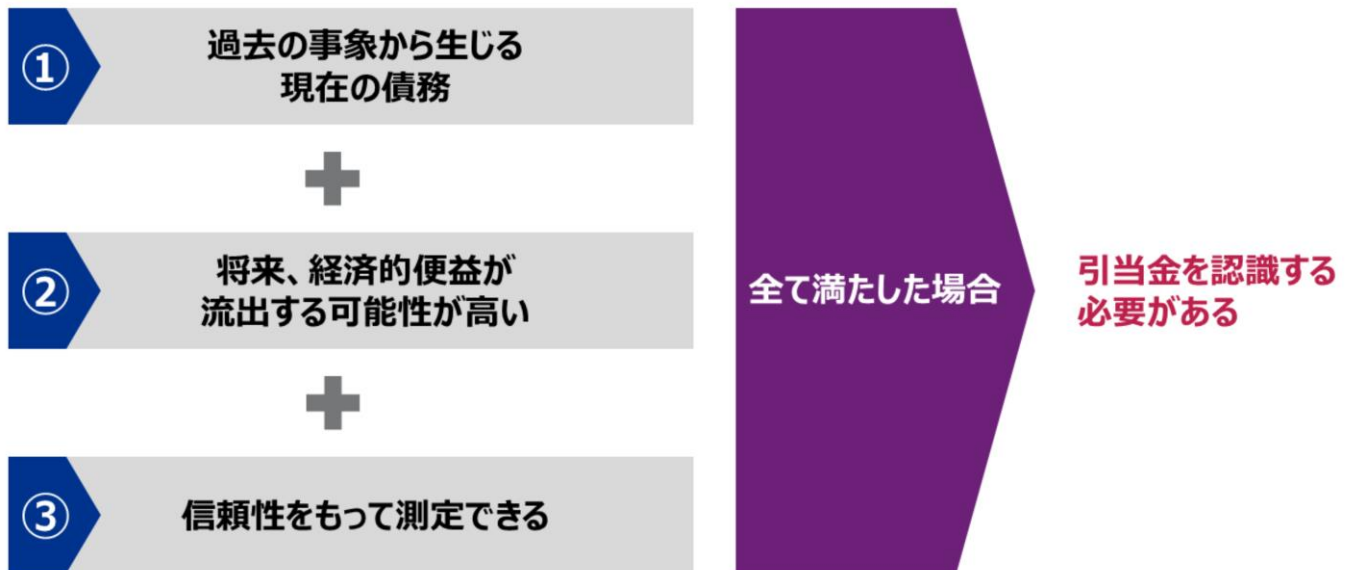 ①
過去の事象から生じる
現在の債務
②
将来、経済的便益が
流出する可能性が高い
③
信頼性をもって測定できる
全て満たした場合
引当金を認識する
必要がある